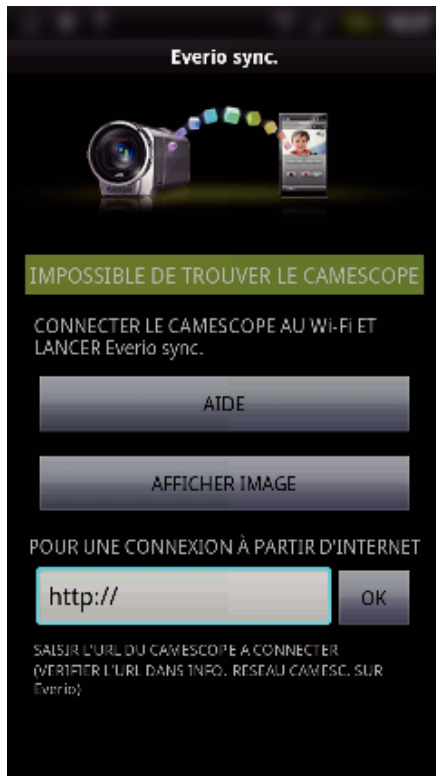 Everio sync.
IMPOSSIBLE DE TROUVER LE CAMESCOPE
CONNECTER LE CAMESCOPE AU Wi-Fi ET
LANCER Everio sync.
AIDE
AFFICHER IMAGE
POUR UNE CONNEXION À PARTIR D'INTERNET
http://
OK
SAISIR L'URL DU CAMESCOPE A CONNECTER
(VERIFIER L'URL DANS INFO. RESEAU CAMESC. SUR
Everio)